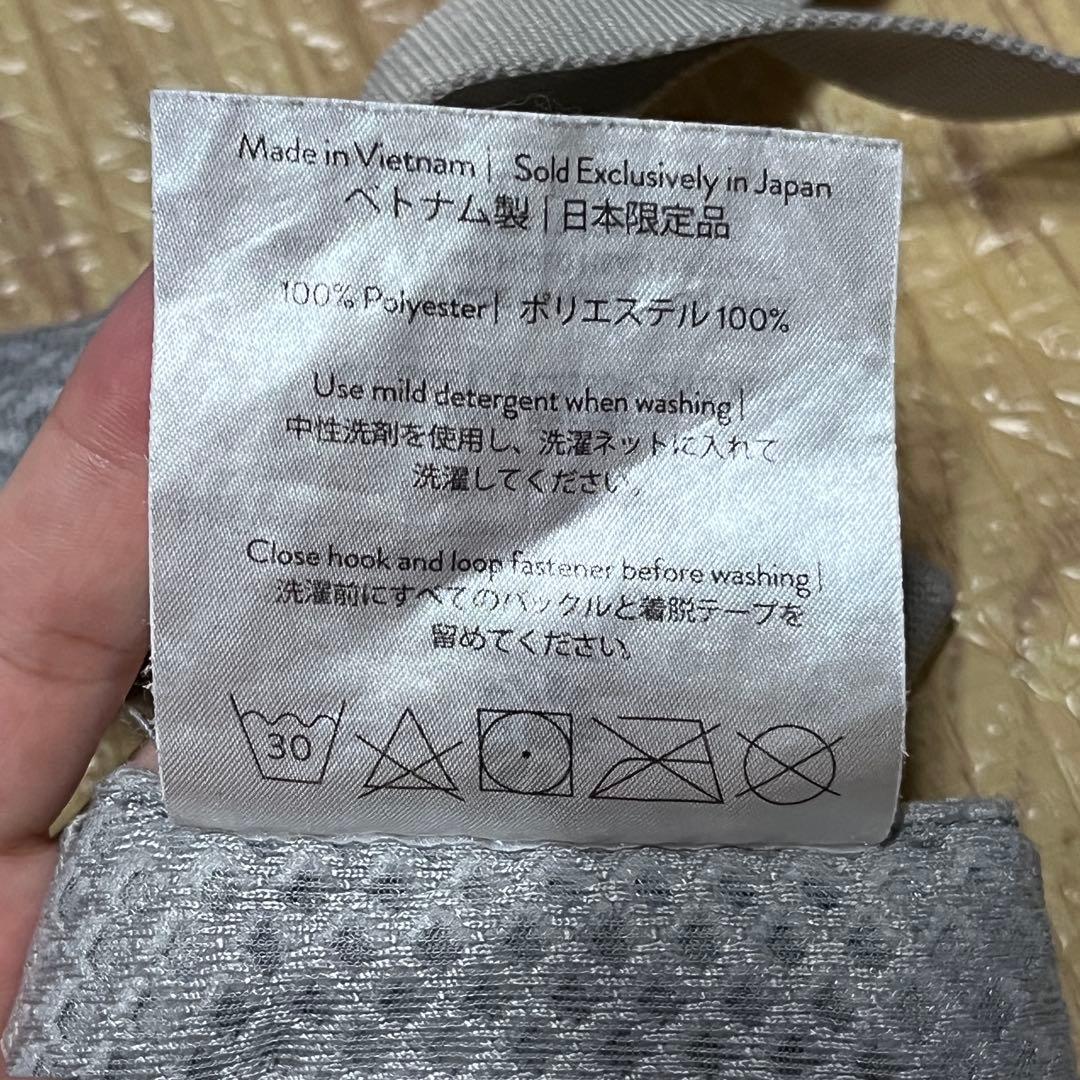 Made in Vietnam | Sold Exclusively in Japan
ベトナム製 | 日本限定品
100% Polyester | ポリエステル 100%
Use mild detergent when washing |
中性洗剤を使用し、洗濯ネットに入れて
洗濯してください。
Close hook and loop fastener before washing |
洗濯前にすべてのバックルと着脱テープを
留めてください。
30